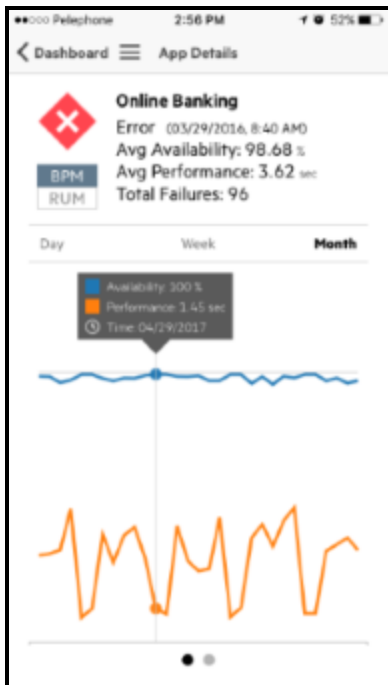 Pelephone 2:56 PM 52%
Dashboard App Details
Online Banking
Error (03/29/2016, 8:40 AM)
Avg Availability: 98.68 %
BPM Avg Performance: 3.62 sec
RUM Total Failures: 96
Day Week Month
Availability: 100 %
Performance: 1.45 sec
Time: 04/29/2017